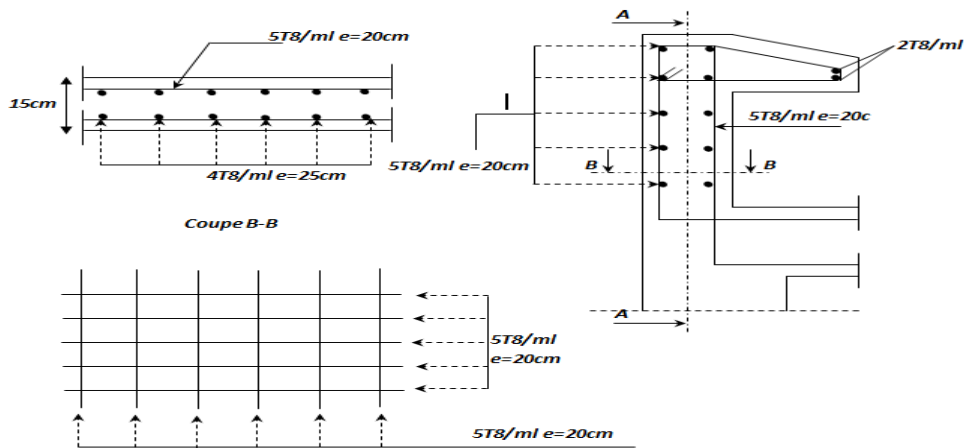 5T8/ml e=20cm
15cm
4T8/ml e=25cm
Coupe B-B
A
2T8/ml
I
5T8/ml e=20c
5T8/ml e=20cm
B
B
A
5T8/ml
e=20cm
5T8/ml e=20cm